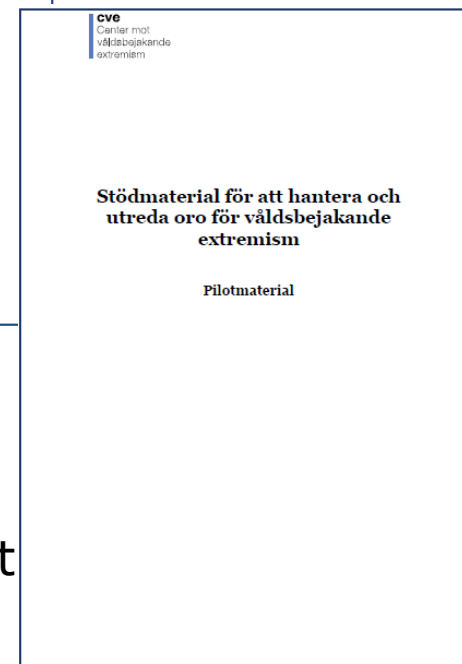 cve
Center mot
våldsbejakande
extremism
Stödmaterial för att hantera och
utreda oro för våldsbejakande
extremism
Pilotmaterial
t